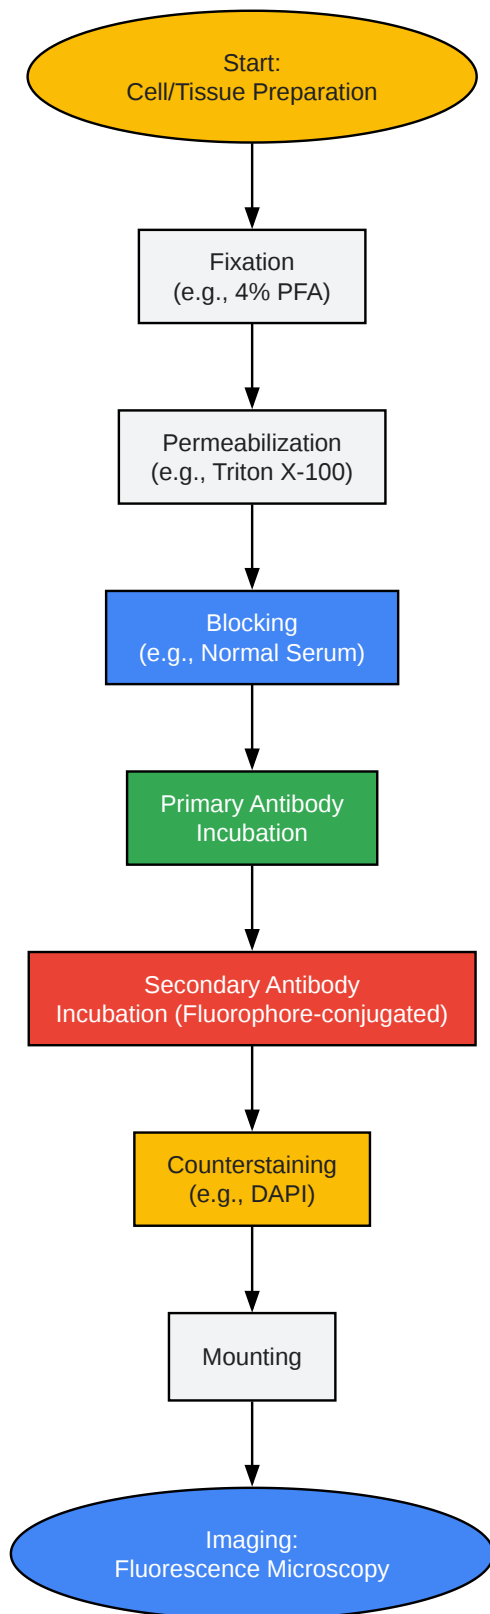 Start:
Cell/Tissue Preparation
Fixation
(e.g., 4% PFA)
Permeabilization
(e.g., Triton X-100)
Blocking
(e.g., Normal Serum)
Primary Antibody
Incubation
Secondary Antibody
Incubation (Fluorophore-conjugated)
Counterstaining
(e.g., DAPI)
Mounting
Imaging:
Fluorescence Microscopy